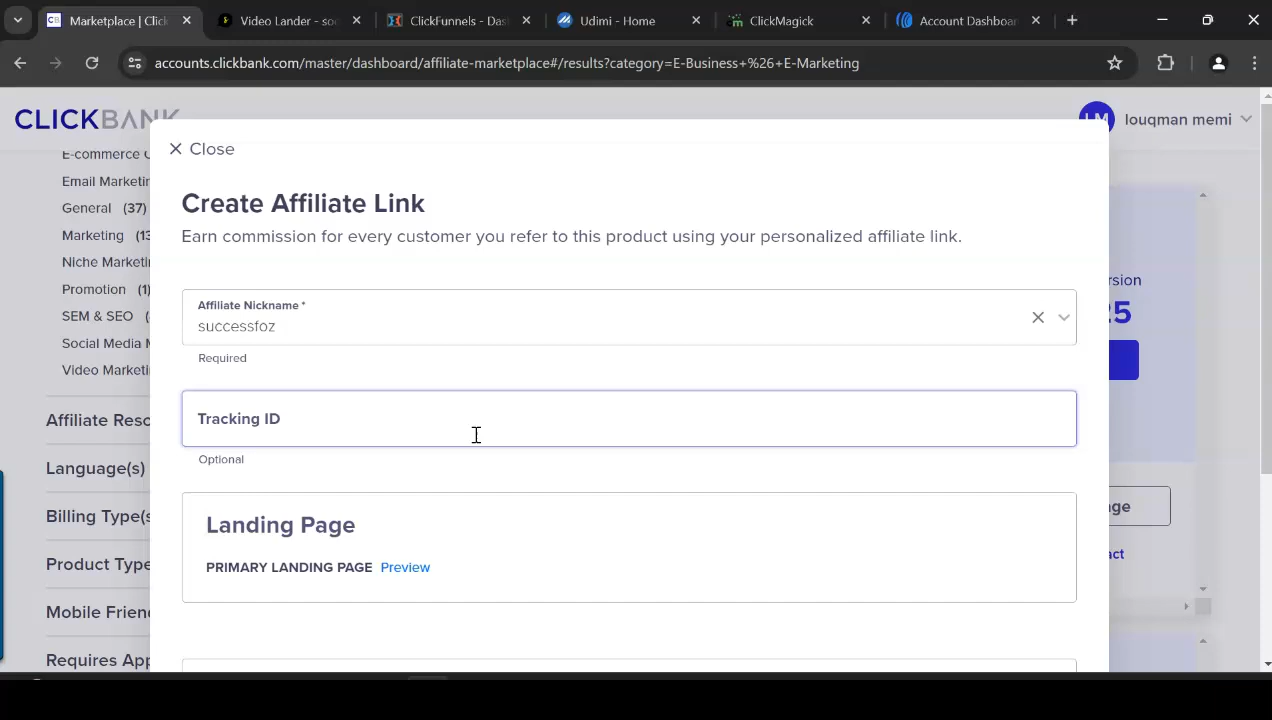 Marketplace | Click
Video Lander - soc
ClickFunnels - Das
Udimi - Home
ClickMagick
Account Dashboar
accounts.clickbank.com/master/dashboard/affiliate-marketplace#/results?category=E-Business+%26+E-Marketing
CLICKBANK
LM
louqman memi
Close
E-commerce C
Email Marketin
General (37)
Marketing (13
Niche Marketi
Promotion (1)
SEM & SEO (
Social Media M
Video Marketi
Affiliate Reso
Language(s)
Billing Type(s
Product Type
Mobile Frien
Requires App
Create Affiliate Link
Earn commission for every customer you refer to this product using your personalized affiliate link.
Affiliate Nickname *
successfoz
Required
Tracking ID
Optional
Landing Page
PRIMARY LANDING PAGE Preview
rsion
25
ge
act